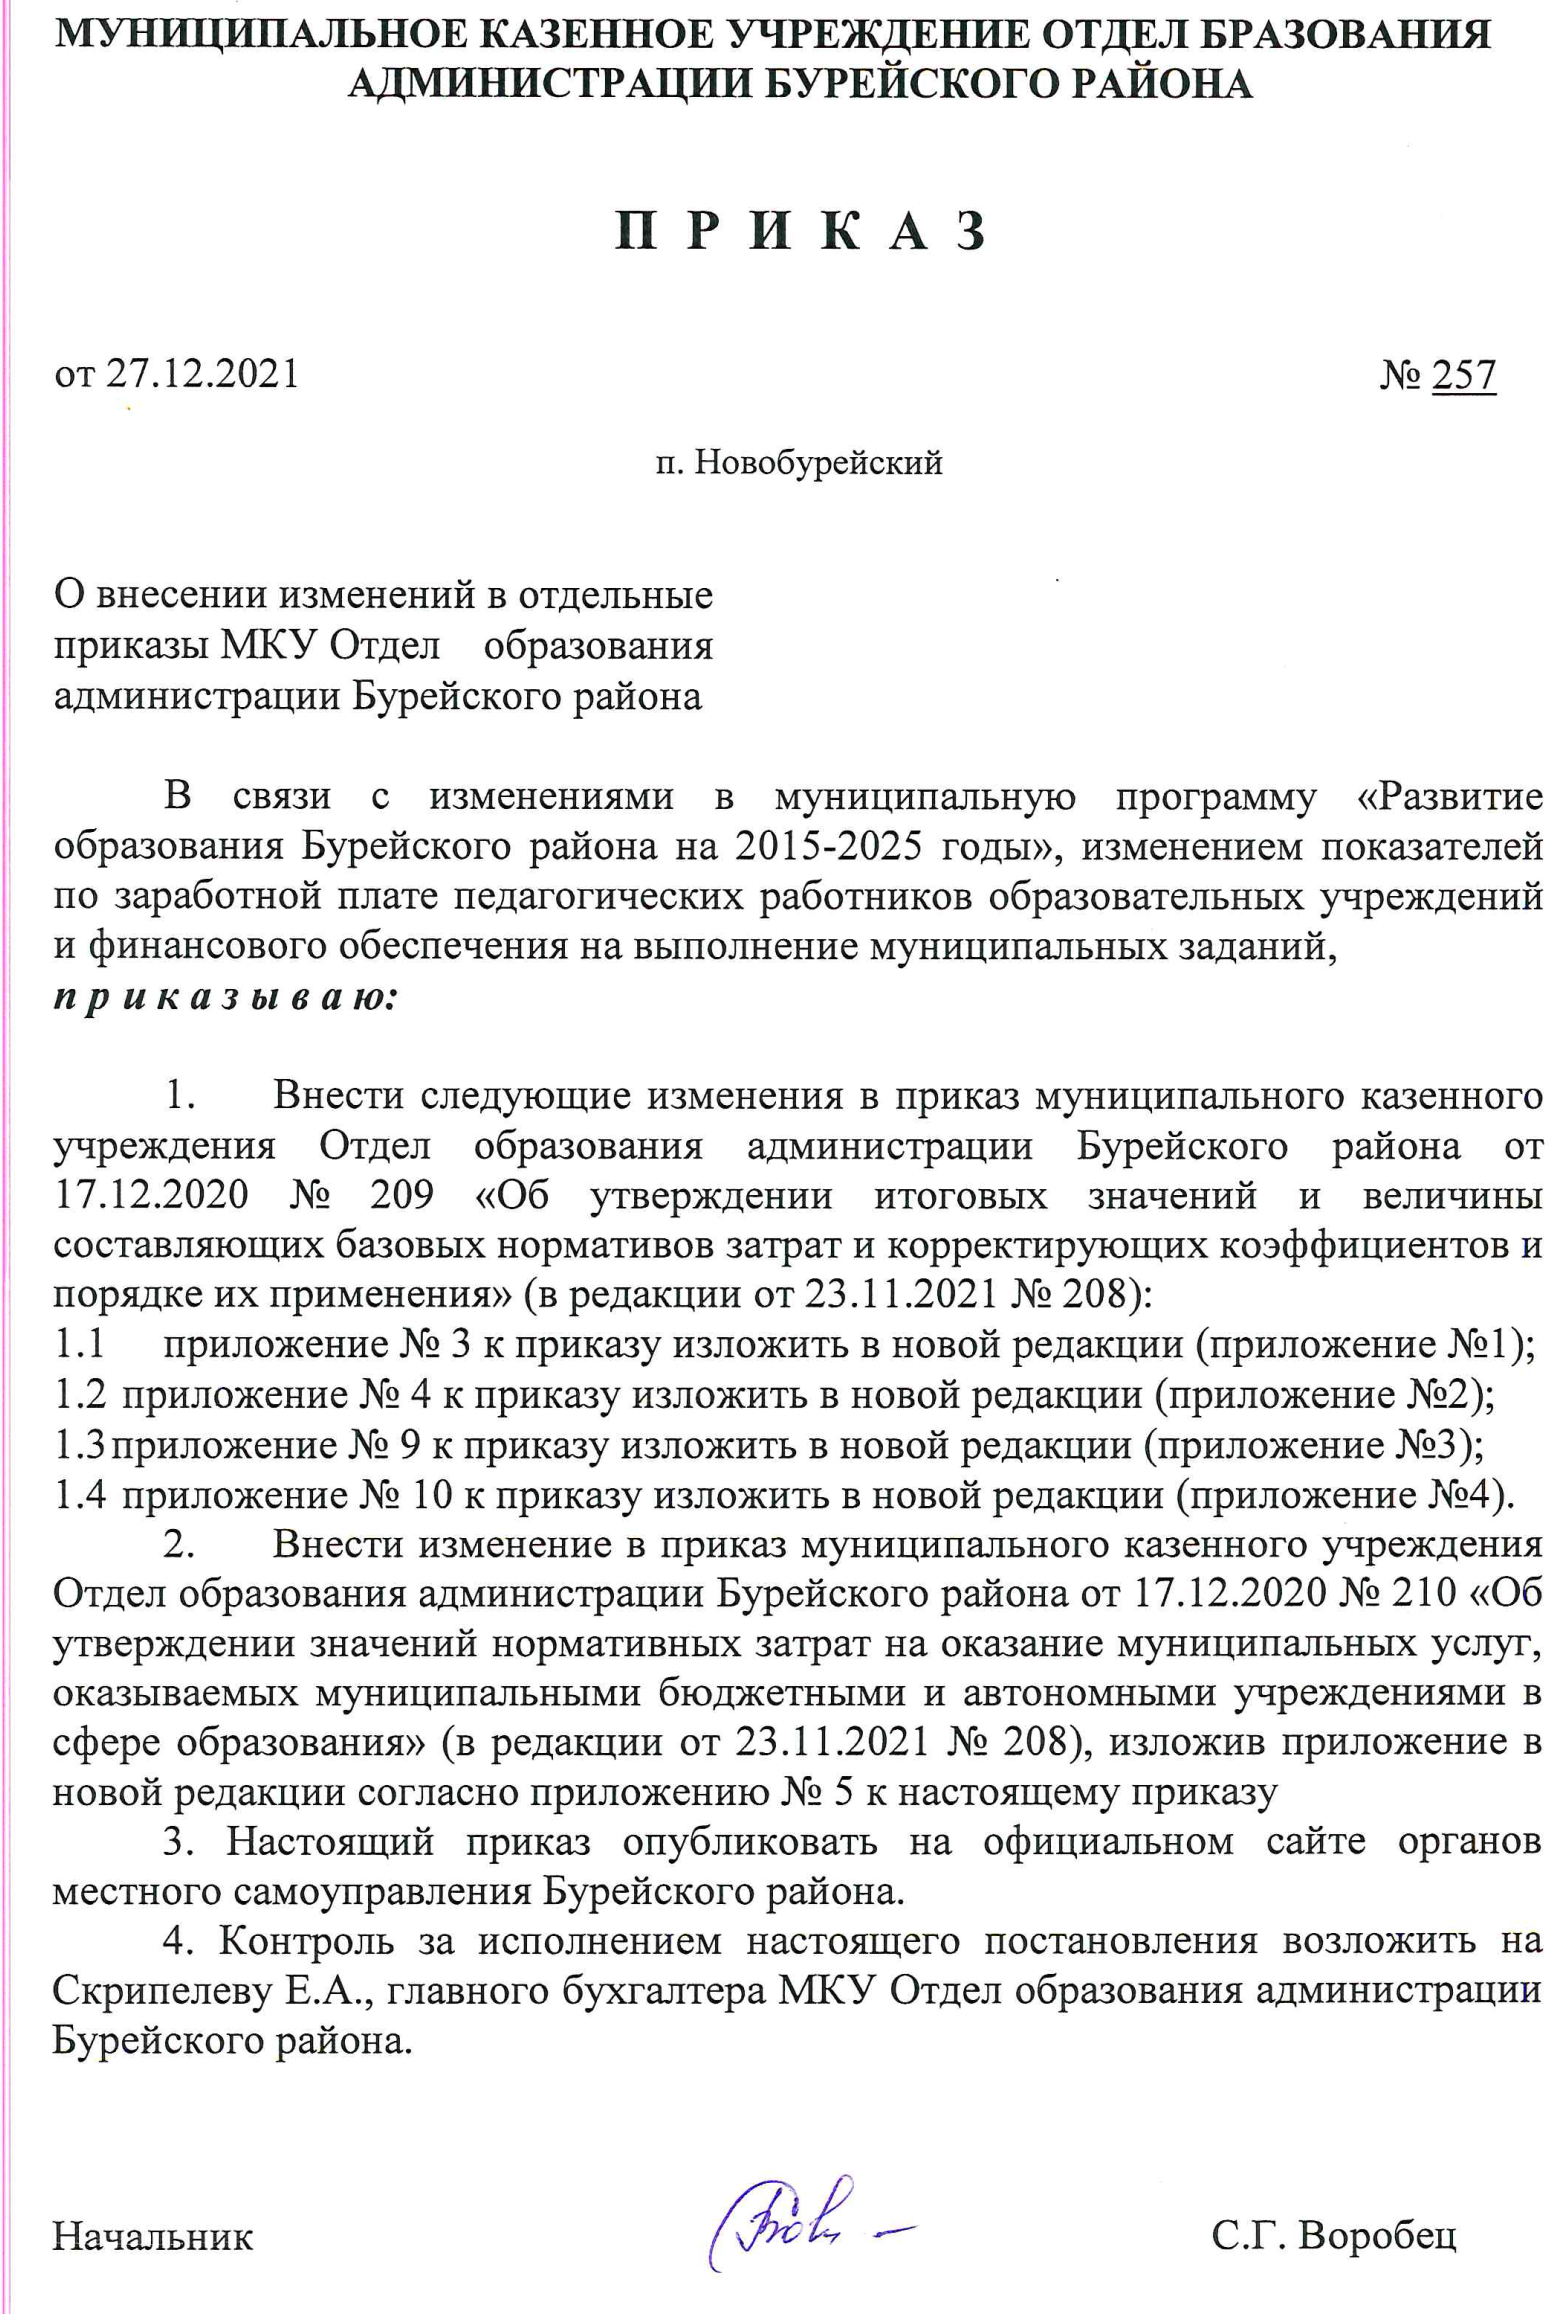 МУНИЦИПАЛЬНОЕ КАЗЕННОЕ УЧРЕЖДЕНИЕ ОТДЕЛ БРАЗОВАНИЯ
АДМИНИСТРАЦИИ БУРЕЙСКОГО РАЙОНА
П Р И К А З
от 27.12.2021 № 257
п. Новобурейский
О внесении изменений в отдельные
приказы МКУ Отдел образования
администрации Бурейского района
В связи с изменениями в муниципальную программу «Развитие
образования Бурейского района на 2015-2025 годы», изменением показателей
по заработной плате педагогических работников образовательных учреждений
и финансового обеспечения на выполнение муниципальных заданий,
п р и к а з ы в а ю:
1. Внести следующие изменения в приказ муниципального казенного
учреждения Отдел образования администрации Бурейского района от
17.12.2020 № 209 «Об утверждении итоговых значений и величины
составляющих базовых нормативов затрат и корректирующих коэффициентов и
порядке их применения» (в редакции от 23.11.2021 № 208):
1.1 приложение № 3 к приказу изложить в новой редакции (приложение №1);
1.2 приложение № 4 к приказу изложить в новой редакции (приложение №2);
1.3 приложение № 9 к приказу изложить в новой редакции (приложение №3);
1.4 приложение № 10 к приказу изложить в новой редакции (приложение №4).
2. Внести изменение в приказ муниципального казенного учреждения
Отдел образования администрации Бурейского района от 17.12.2020 № 210 «Об
утверждении значений нормативных затрат на оказание муниципальных услуг,
оказываемых муниципальными бюджетными и автономными учреждениями в
сфере образования» (в редакции от 23.11.2021 № 208), изложив приложение в
новой редакции согласно приложению № 5 к настоящему приказу
3. Настоящий приказ опубликовать на официальном сайте органов
местного самоуправления Бурейского района.
4. Контроль за исполнением настоящего постановления возложить на
Скрипелеву Е.А., главного бухгалтера МКУ Отдел образования администрации
Бурейского района.
Начальник С.Г. Воробец